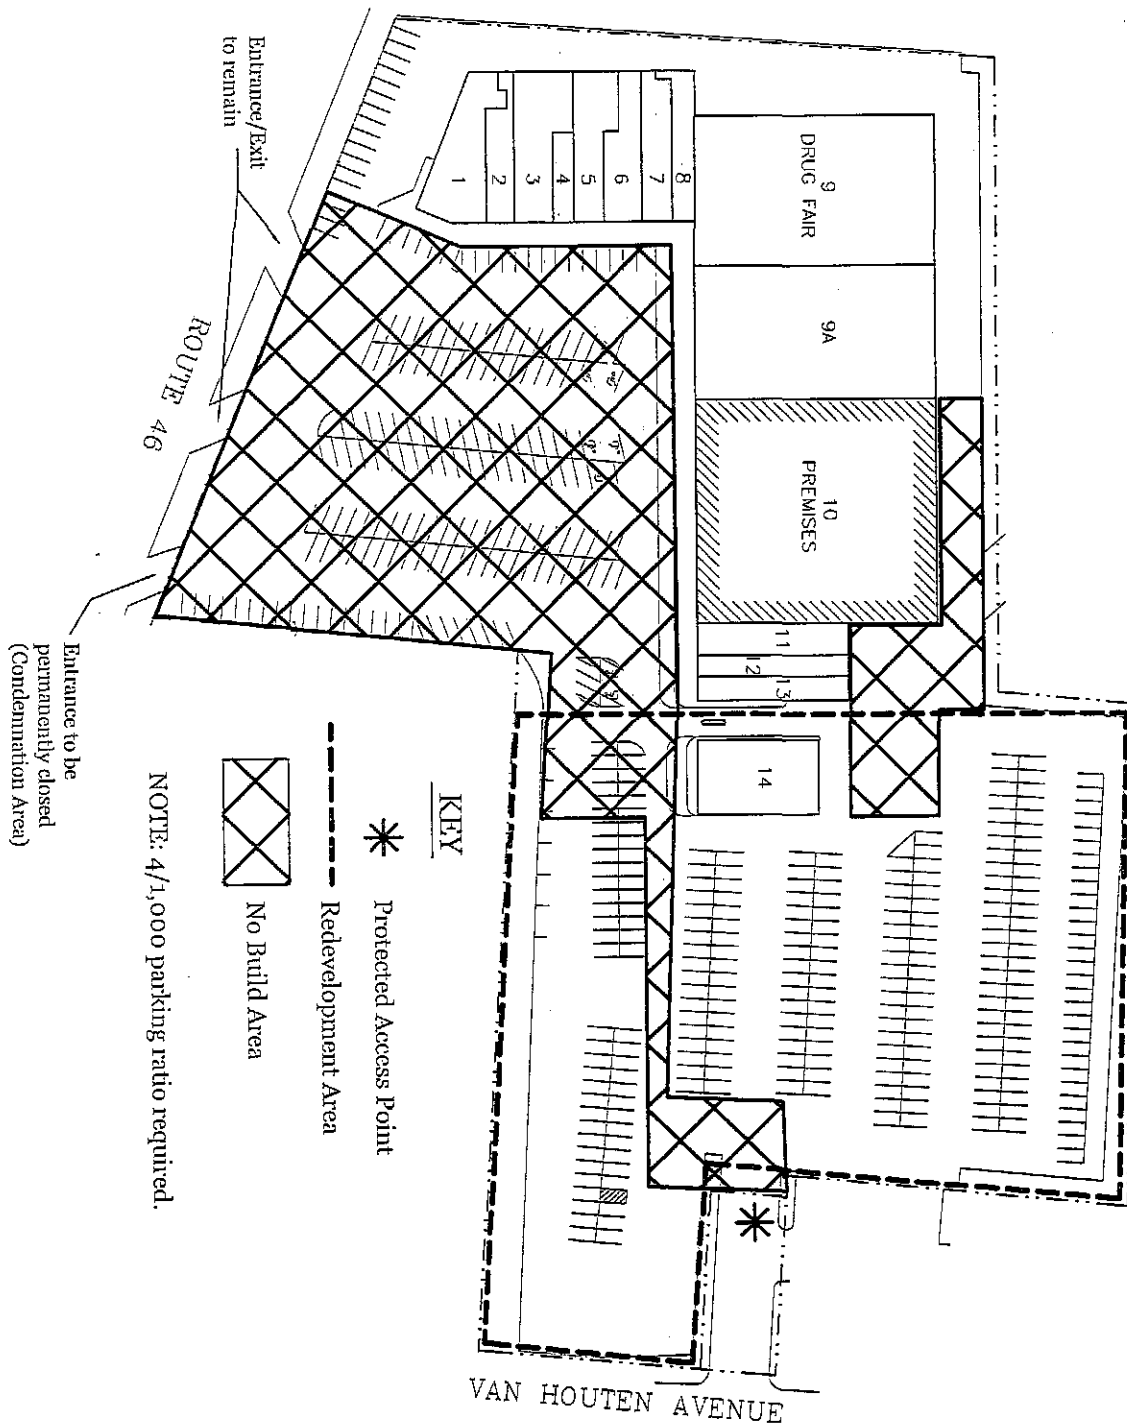 Entrance/Exit
to remain
ROUTE 46
1
2
3
4
5
6
7
8
9
DRUG FAIR
9A
10
PREMISES
11
12
13
14
Entrance to be
permanently closed
(Condemnation Area)
KEY
Protected Access Point
Redevelopment Area
No Build Area
NOTE: 4/1,000 parking ratio required.
VAN HOUTEN AVENUE